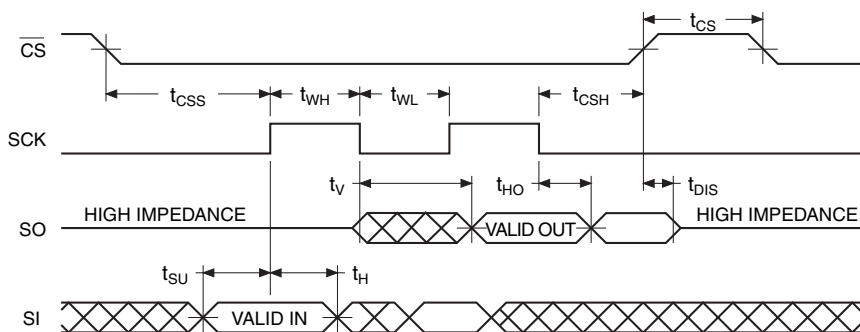 t_CS
CS
t_CSS t_WH t_WL t_CSH
SCK
t_V t_HO t_DIS
HIGH IMPEDANCE VALID OUT HIGH IMPEDANCE
SO
t_SU t_H
SI VALID IN